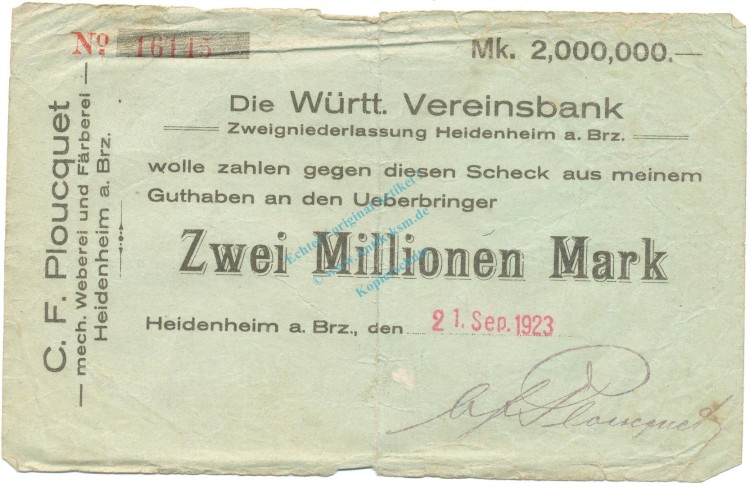 C. F. Ploucquet
— mech. Weberei und Färberei —
Heidenheim a. Brz.
No 16145
Mk. 2,000,000.—
Die Württ. Vereinsbank
Zweigniederlassung Heidenheim a. Brz.
wolle zahlen gegen diesen Scheck aus meinem
Guthaben an den Ueberbringer
Zwei Millionen Mark
Heidenheim a. Brz., den 21. Sep. 1923
C F Ploucquet